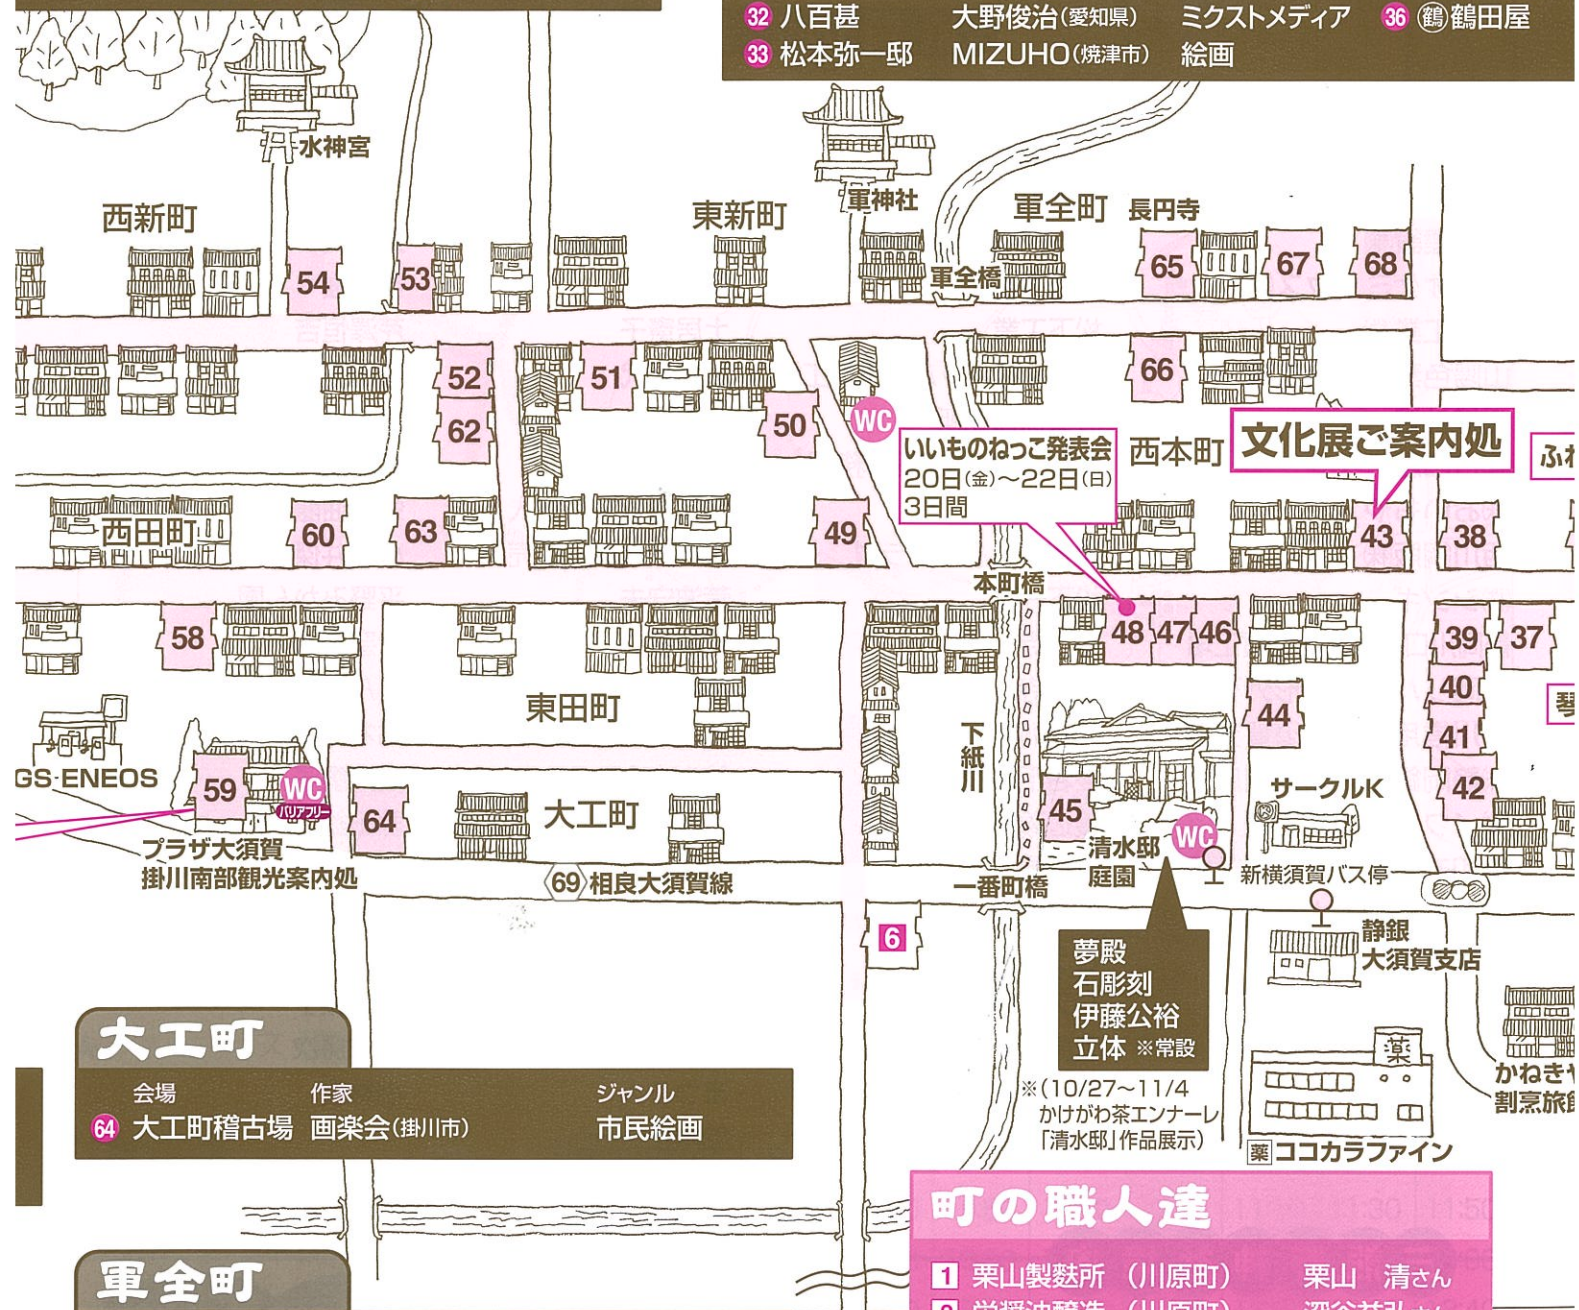 32 八百甚 大野俊治(愛知県) ミクストメディア 36 ㊄鶴田屋
33 松本弥一邸 MIZUHO(焼津市) 絵画
水神宮
軍神社
西新町
東新町
軍全町 長円寺
54
53
軍全橋
65
67
68
52
51
66
62
50
WC
いいものねっこ発表会
20日(金)～22日(日)
3日間
西本町
文化展ご案内処
西田町
60
63
49
43
38
本町橋
58
48
47
46
39
37
東田町
40
44
41
42
下紙川
GS・ENEOS
59
WC
バリアフリー
64
大工町
45
サークルK
プラザ大須賀
掛川南部観光案内処
69 相良大須賀線
清水邸
庭園
WC
一番町橋
新横須賀バス停
6
静銀
大須賀支店
夢殿
石彫刻
伊藤公裕
立体 ※常設
※(10/27～11/4
かけがわ茶エンナーレ
「清水邸」作品展示)
薬
薬 ココカラファイン
大工町
会場 作家 ジャンル
64 大工町稽古場 画楽会(掛川市) 市民絵画
町の職人達
1 栗山製麩所 (川原町) 栗山 清さん
軍全町